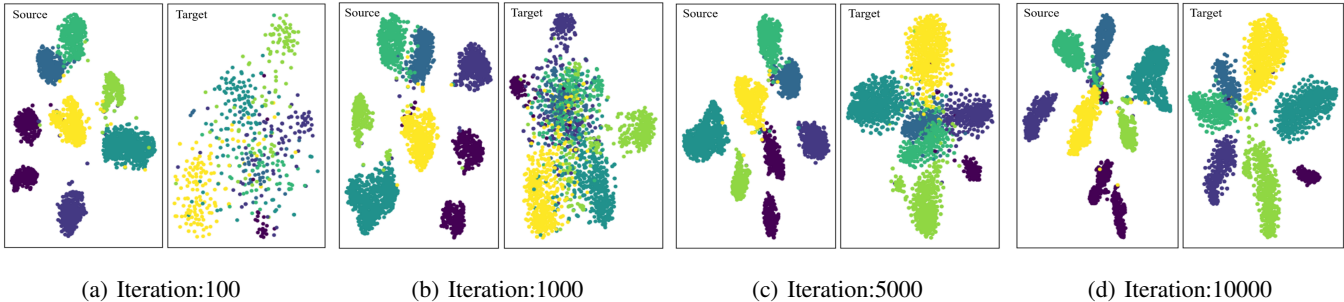 Source
Target
Source
Target
Source
Target
Source
Target
(a) Iteration:100
(b) Iteration:1000
(c) Iteration:5000
(d) Iteration:10000